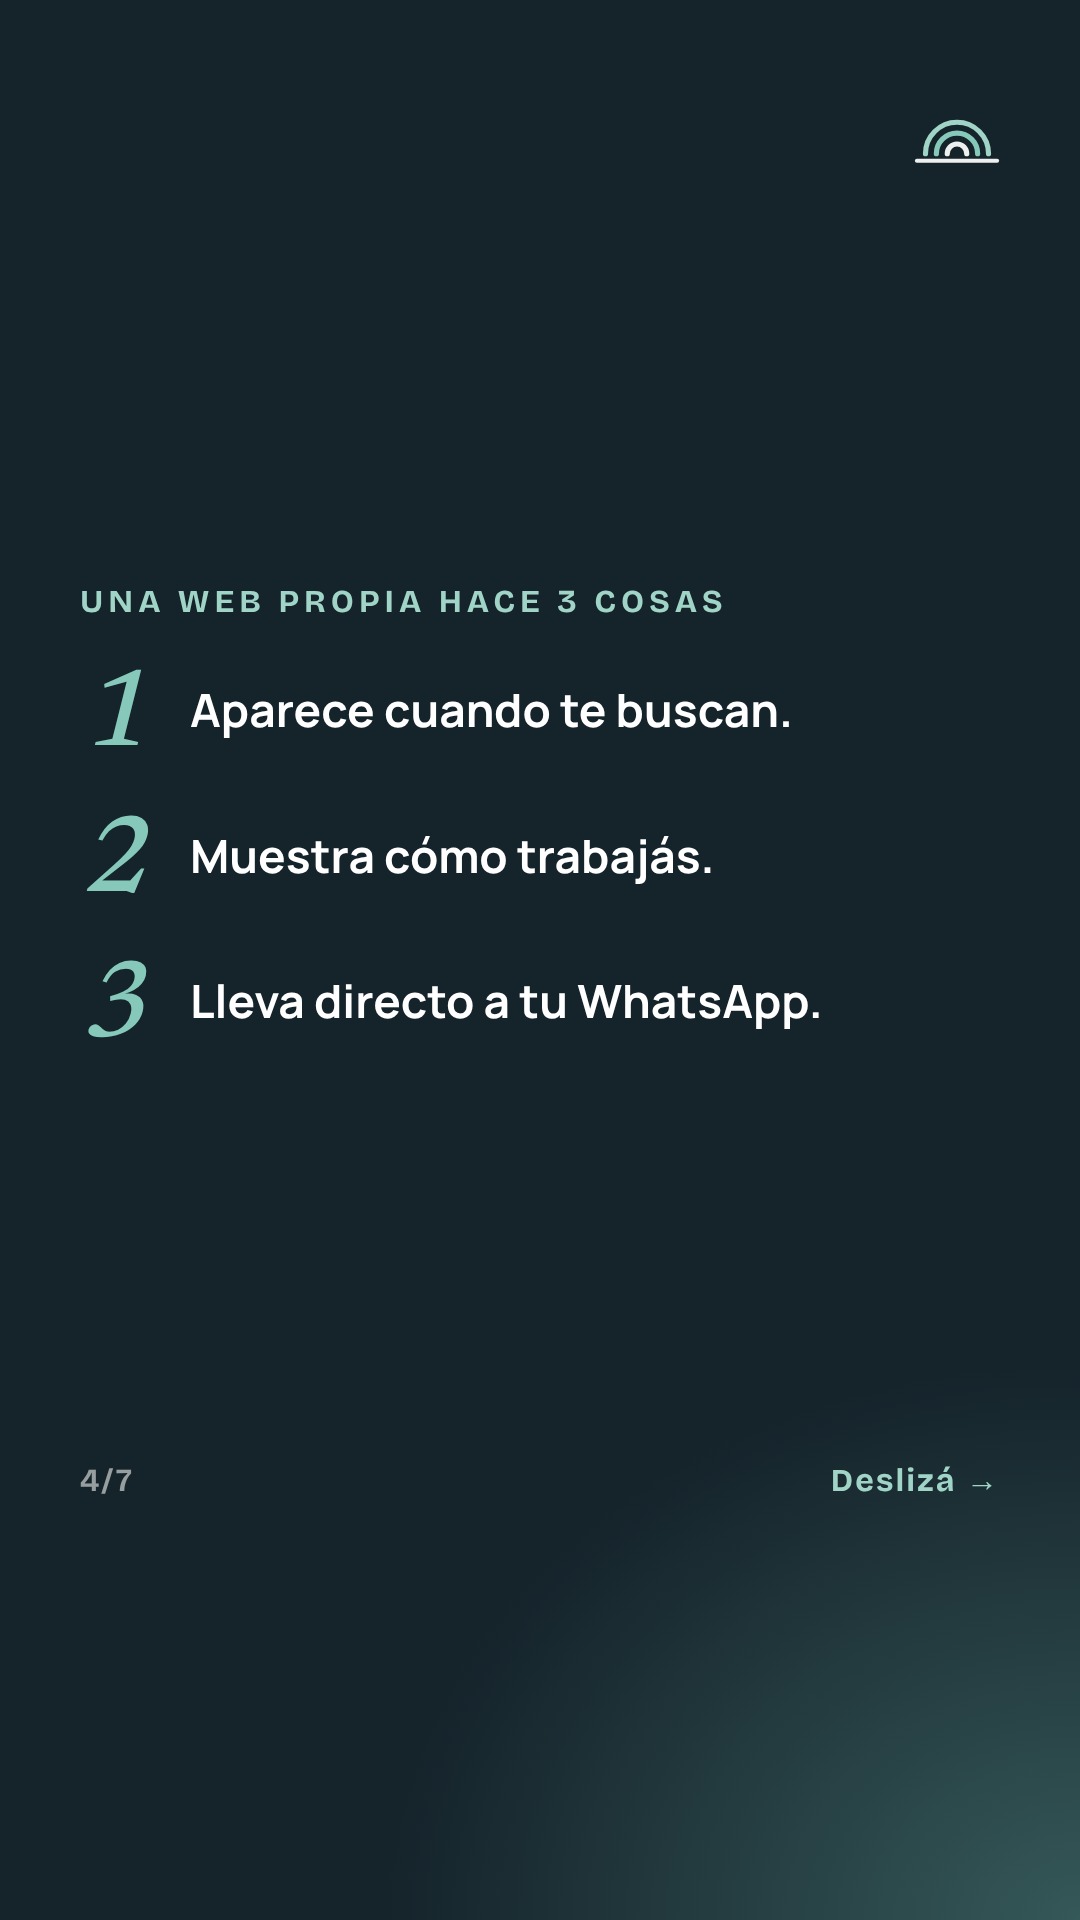 UNA WEB PROPIA HACE 3 COSAS
1 Aparece cuando te buscan.
2 Muestra cómo trabajás.
3 Lleva directo a tu WhatsApp.
4/7
Deslizá →